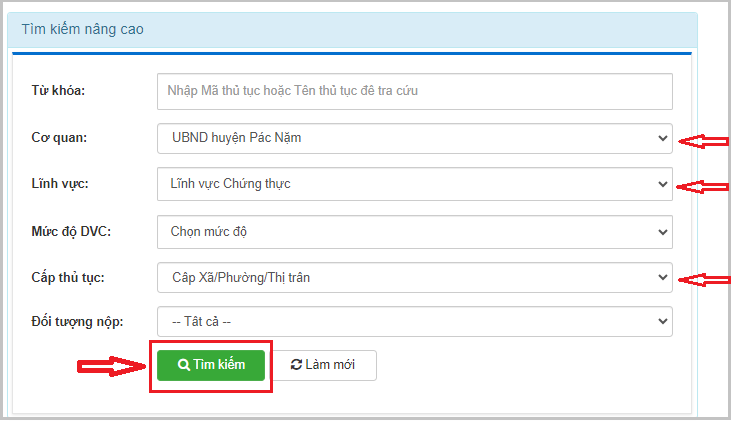 Tìm kiếm nâng cao
Từ khóa: Nhập Mã thủ tục hoặc Tên thủ tục để tra cứu
Cơ quan: UBND huyện Pác Nặm
Lĩnh vực: Lĩnh vực Chứng thực
Mức độ DVC: Chọn mức độ
Cấp thủ tục: Cấp Xã/Phường/Thị trấn
Đối tượng nộp: -- Tất cả --
Tìm kiếm Làm mới